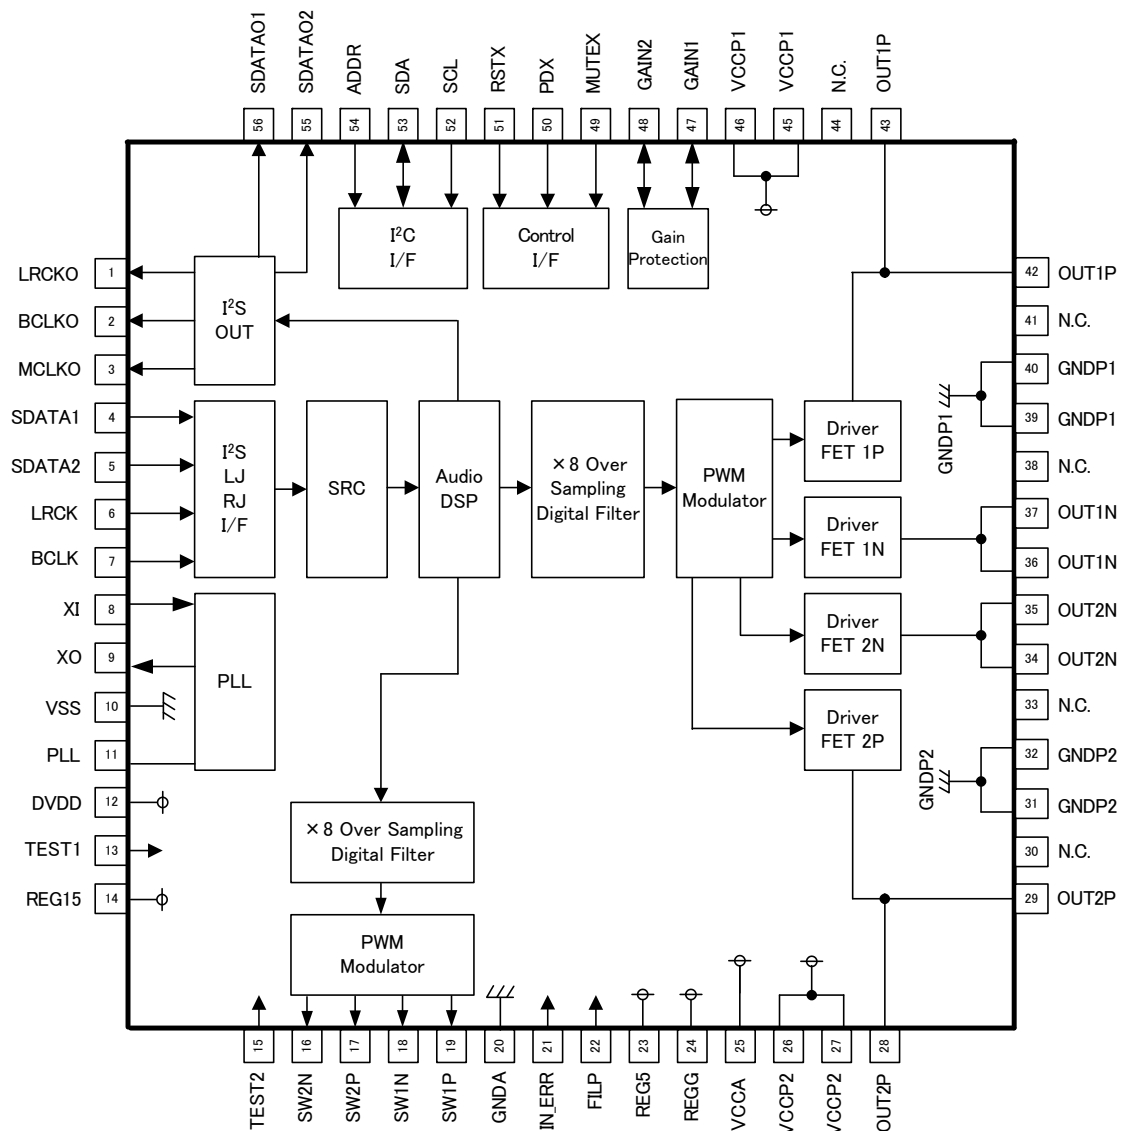 SDATAO1
SDATAO2
ADDR
SDA
SCL
RSTX
PDX
MUTEX
GAIN2
GAIN1
VCCP1
VCCP1
N.C.
OUT1P
56
55
54
53
52
51
50
49
48
47
46
45
44
43
I²C
I/F
Control
I/F
Gain
Protection
LRCKO 1
BCLKO 2
MCLKO 3
SDATA1 4
SDATA2 5
LRCK 6
BCLK 7
XI 8
XO 9
VSS 10
PLL 11
DVDD 12
TEST1 13
REG15 14
I²S
OUT
I²S
LJ
RJ
I/F
SRC
Audio
DSP
×8 Over
Sampling
Digital Filter
PWM
Modulator
Driver
FET 1P
Driver
FET 1N
Driver
FET 2N
Driver
FET 2P
PLL
×8 Over Sampling
Digital Filter
PWM
Modulator
GNDP1
GNDP2
42 OUT1P
41 N.C.
40 GNDP1
39 GNDP1
38 N.C.
37 OUT1N
36 OUT1N
35 OUT2N
34 OUT2N
33 N.C.
32 GNDP2
31 GNDP2
30 N.C.
29 OUT2P
15
16
17
18
19
20
21
22
23
24
25
26
27
28
TEST2
SW2N
SW2P
SW1N
SW1P
GNDA
IN_ERR
FILP
REG5
REGG
VCCA
VCCP2
VCCP2
OUT2P